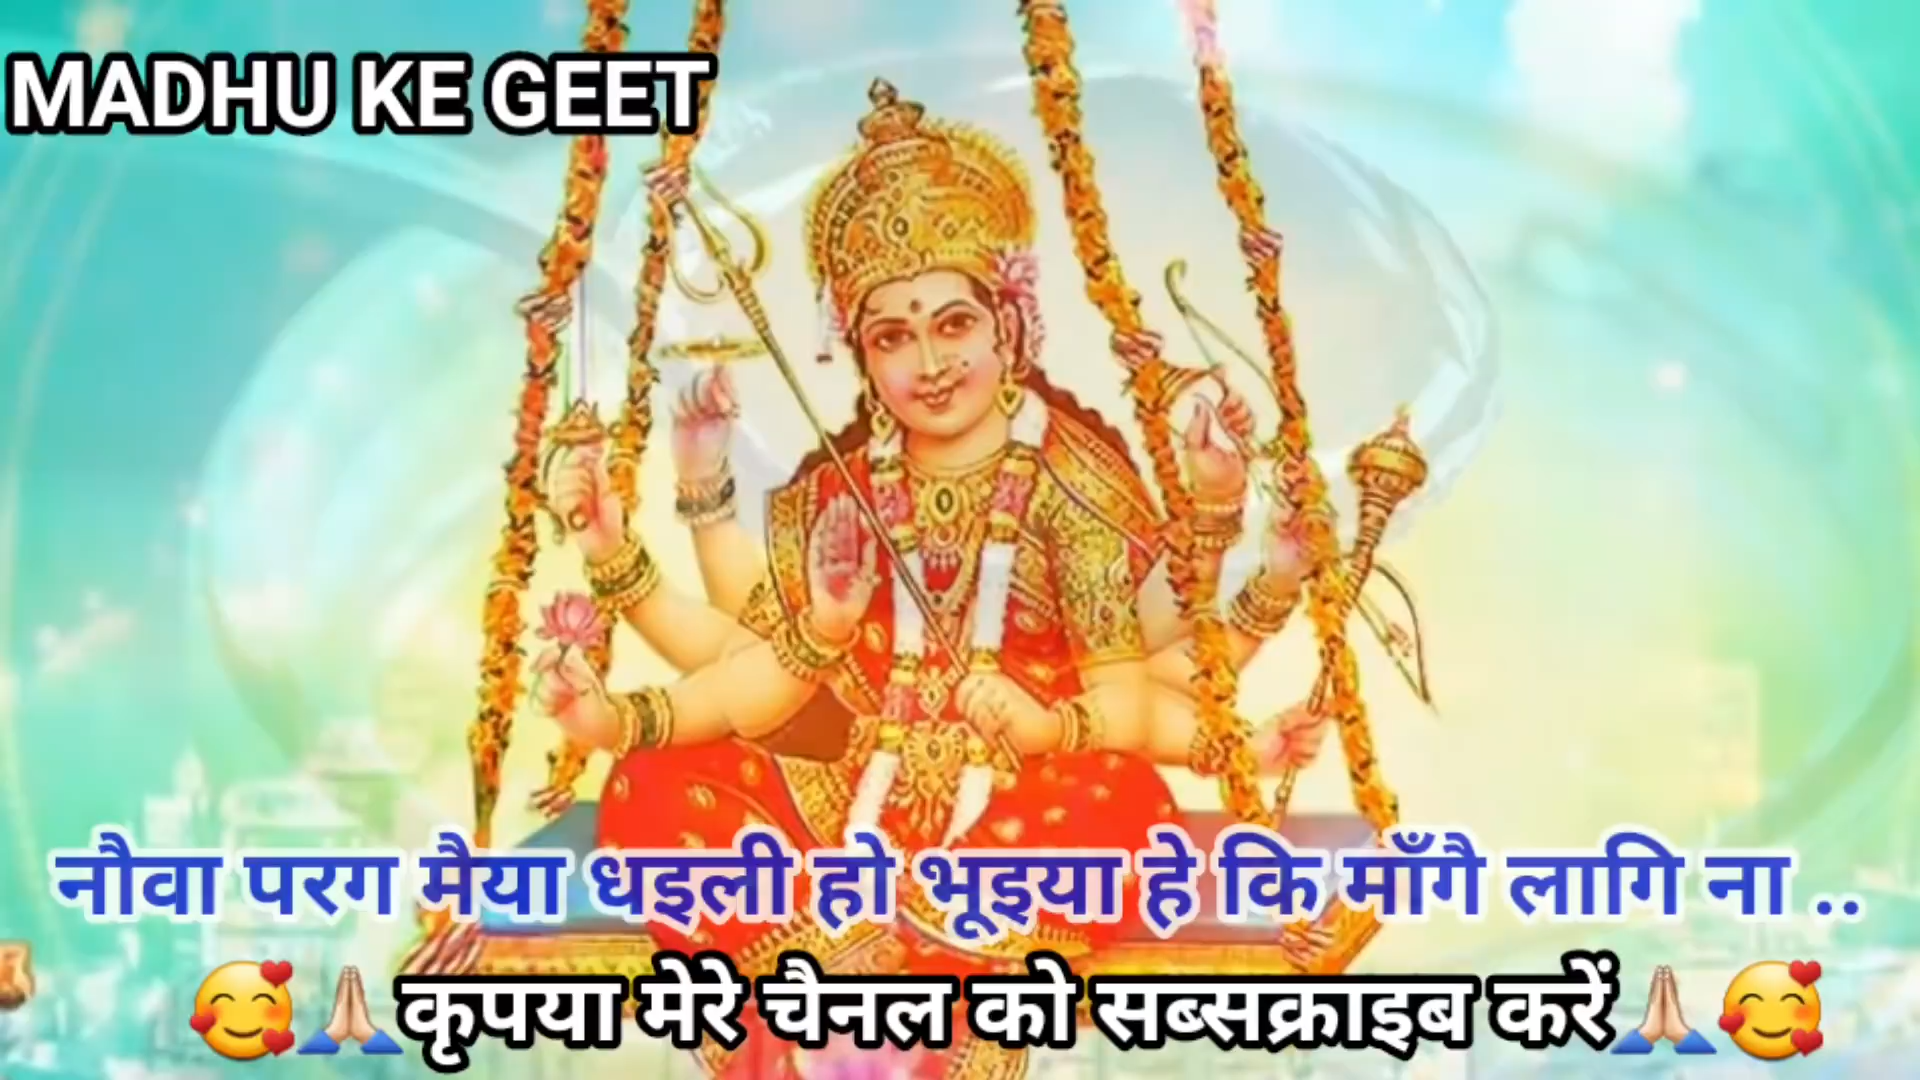 MADHU KE GEET
नौवा परग मैया धइली हो भूइया हे कि माँगै लागि ना ..
🥰🙏🏻कृपया मेरे चैनल को सब्सक्राइब करें🙏🏻🥰